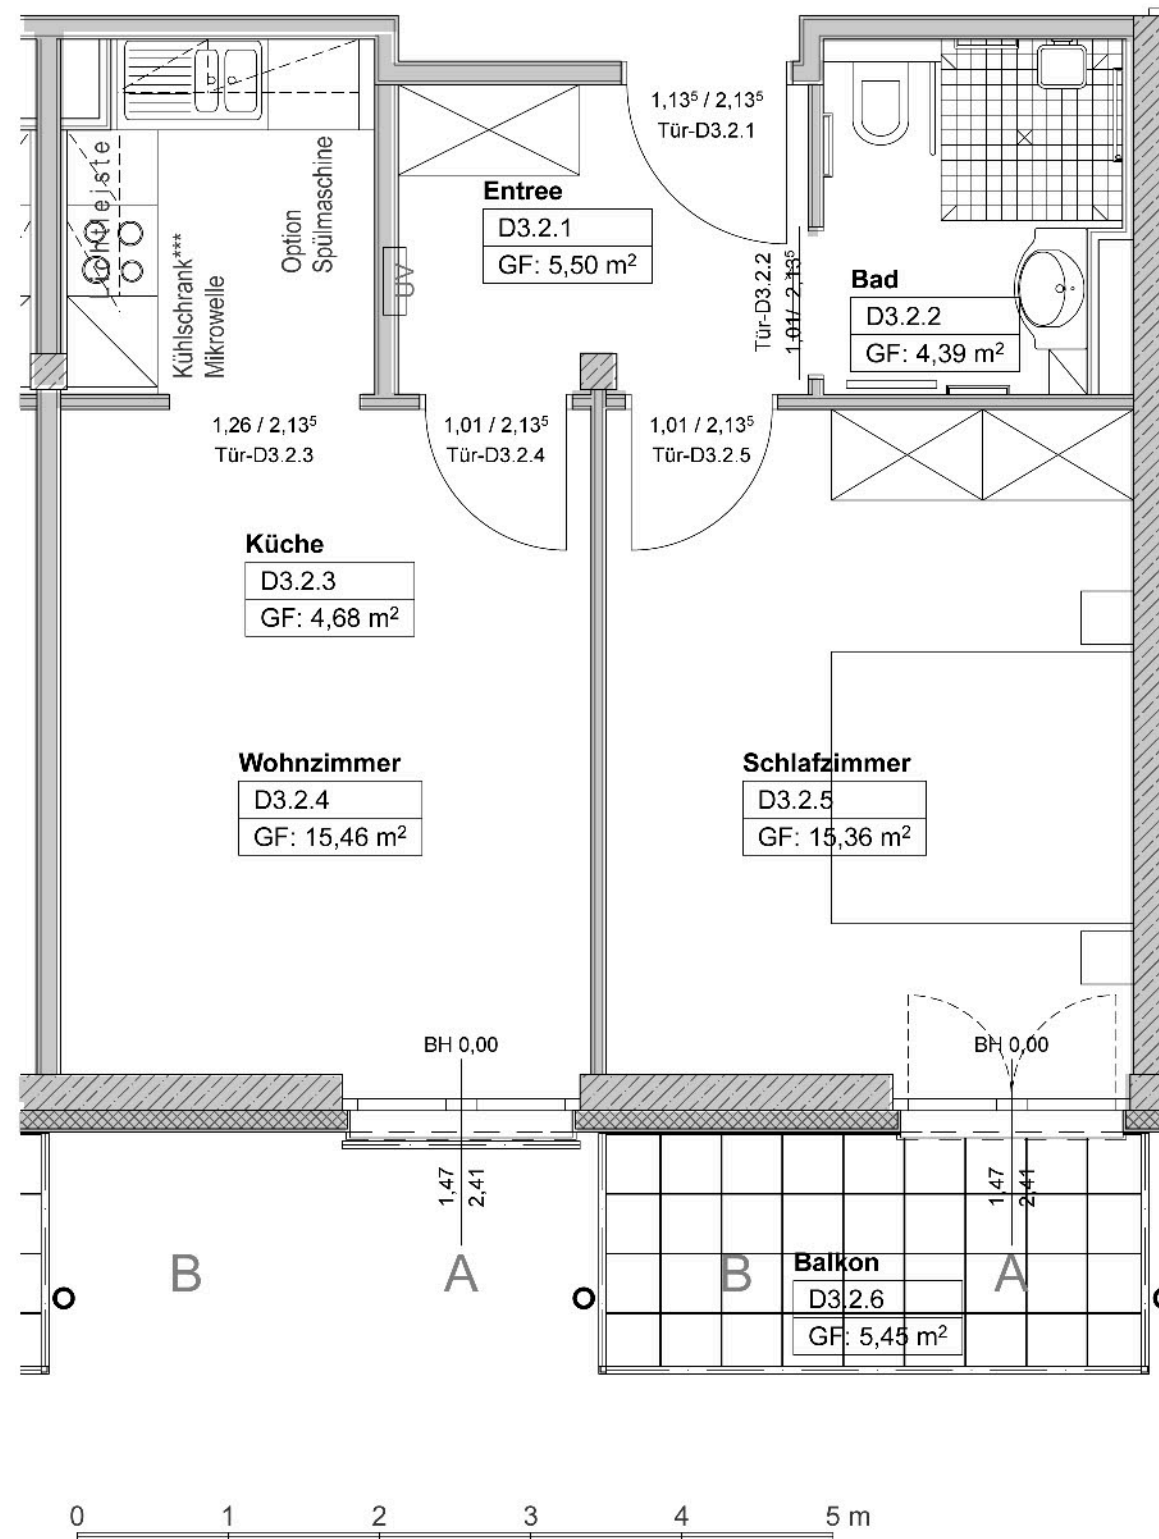 1,13⁵ / 2,13⁵
Tür-D3.2.1
Lichtleiste
Kühlschrank***
Mikrowelle
Option
Spülmaschine
UV
Entree
D3.2.1
GF: 5,50 m²
Tür-D3.2.2
1,01/ 2,13⁵
Bad
D3.2.2
GF: 4,39 m²
1,26 / 2,13⁵
Tür-D3.2.3
1,01 / 2,13⁵
Tür-D3.2.4
1,01 / 2,13⁵
Tür-D3.2.5
Küche
D3.2.3
GF: 4,68 m²
Wohnzimmer
D3.2.4
GF: 15,46 m²
Schlafzimmer
D3.2.5
GF: 15,36 m²
BH 0,00
BH 0,00
1,47
2,41
1,47
2,41
B
A
B
A
Balkon
D3.2.6
GF: 5,45 m²
0 1 2 3 4 5 m